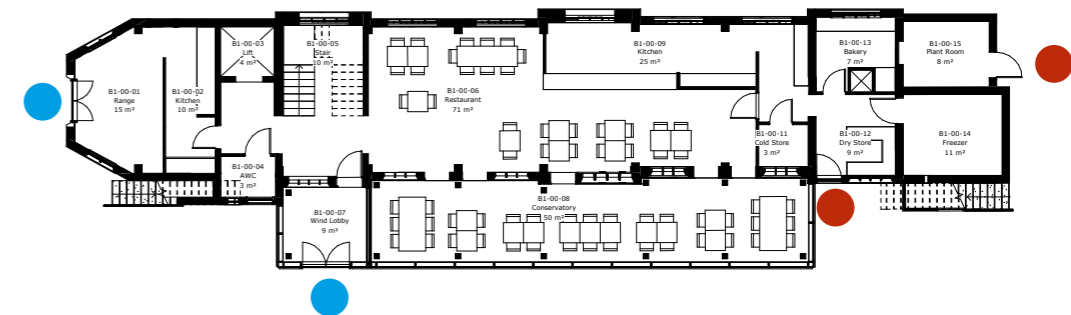 B1-00-01
Range
15 m²
B1-00-02
Kitchen
10 m²
B1-00-03
Lift
4 m²
B1-00-04
AWC
3 m²
B1-00-05
Stair
10 m²
B1-00-06
Restaurant
71 m²
B1-00-07
Wind Lobby
9 m²
B1-00-08
Conservatory
50 m²
B1-00-09
Kitchen
25 m²
B1-00-11
Cold Store
3 m²
B1-00-13
Bakery
7 m²
B1-00-12
Dry Store
9 m²
B1-00-15
Plant Room
8 m²
B1-00-14
Freezer
11 m²